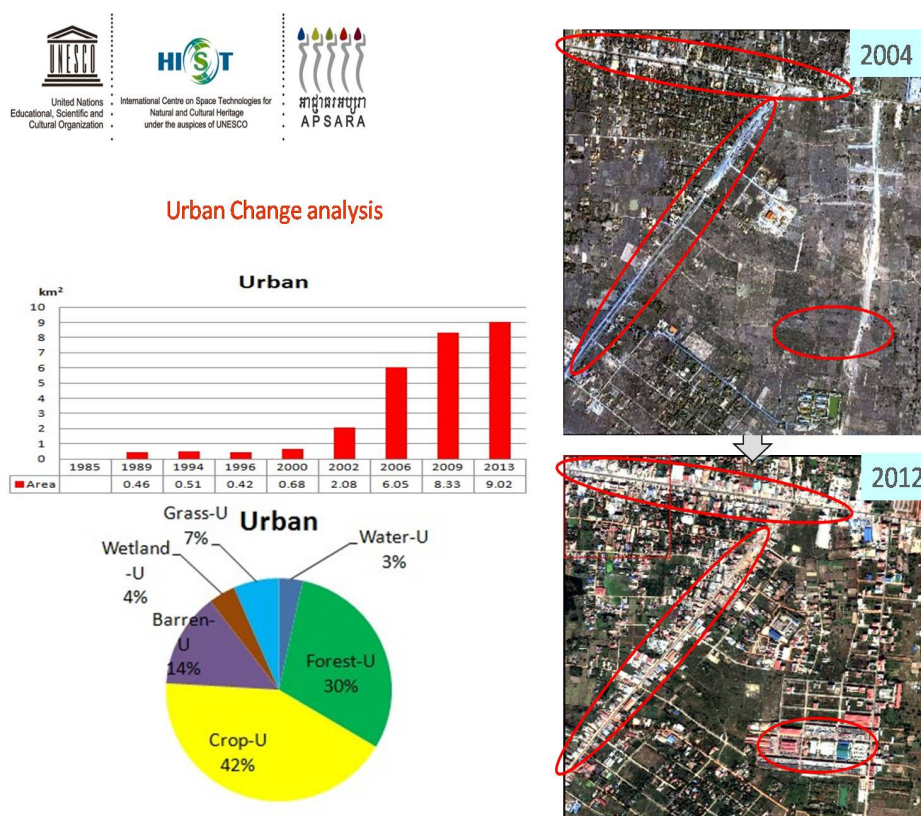 UNESCO
United Nations
Educational, Scientific and
Cultural Organization
HIST
International Centre on Space Technologies for
Natural and Cultural Heritage
under the auspices of UNESCO
អាជ្ញាធរអប្សរា
APSARA
Urban Change analysis
Urban
km²
10
9
8
7
6
5
4
3
2
1
0
1985 1989 1994 1996 2000 2002 2006 2009 2013
Area 0.46 0.51 0.42 0.68 2.08 6.05 8.33 9.02
Urban
Grass-U
7%
Water-U
3%
Wetland
-U
4%
Barren-
U
14%
Forest-U
30%
Crop-U
42%
2004
2012